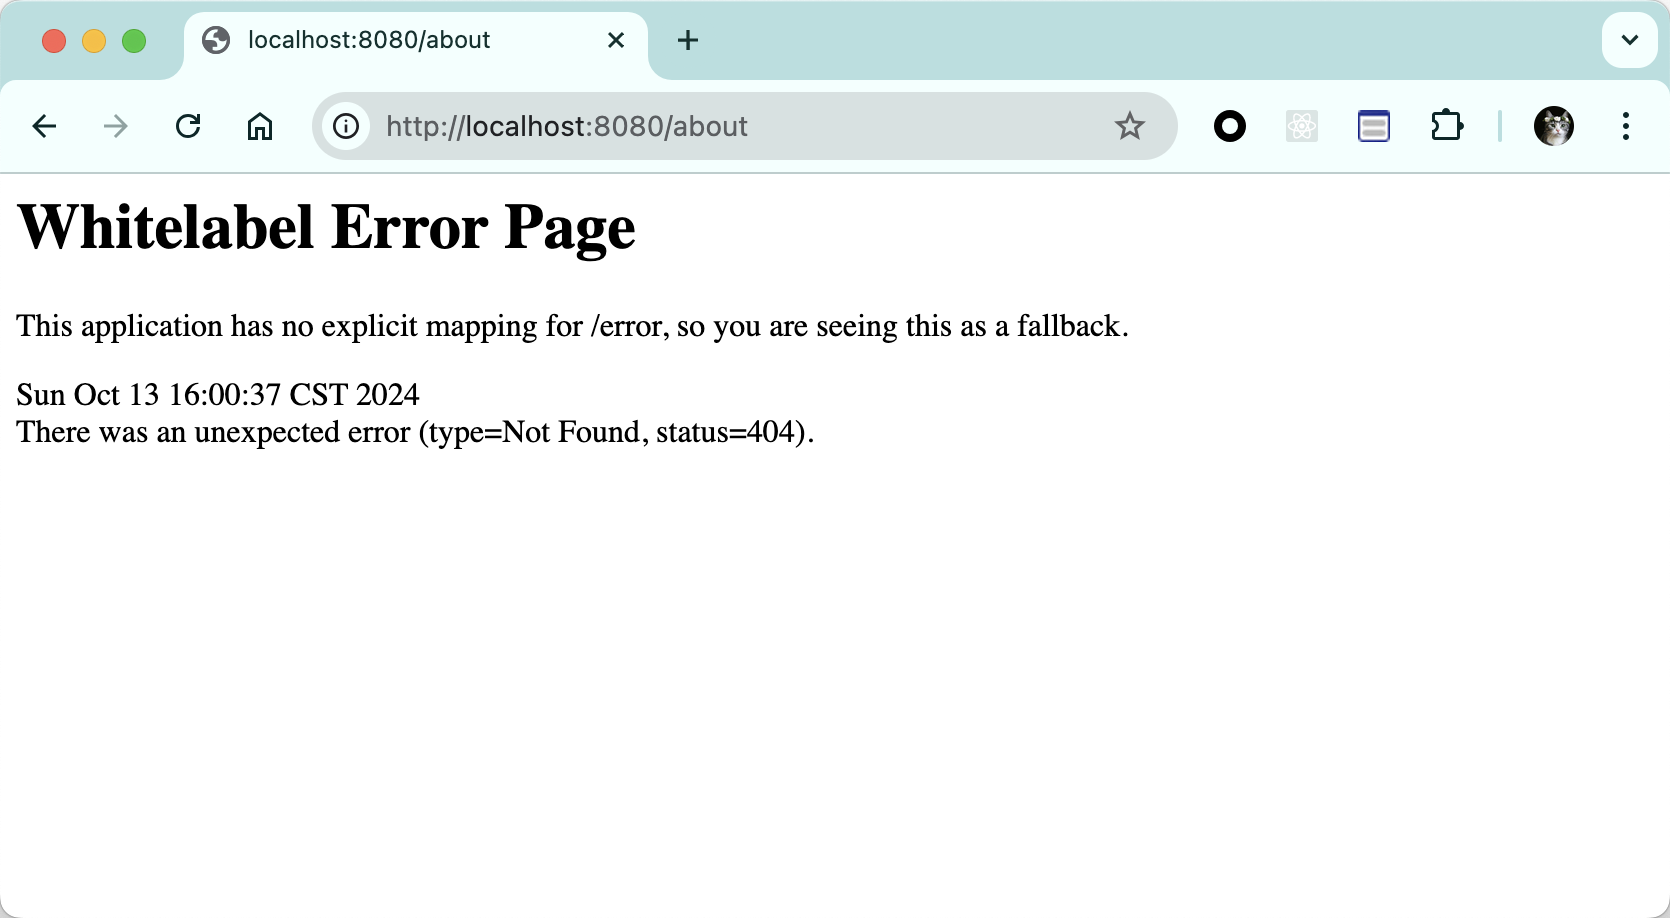 localhost:8080/about
http://localhost:8080/about
Whitelabel Error Page
This application has no explicit mapping for /error, so you are seeing this as a fallback.
Sun Oct 13 16:00:37 CST 2024
There was an unexpected error (type=Not Found, status=404).